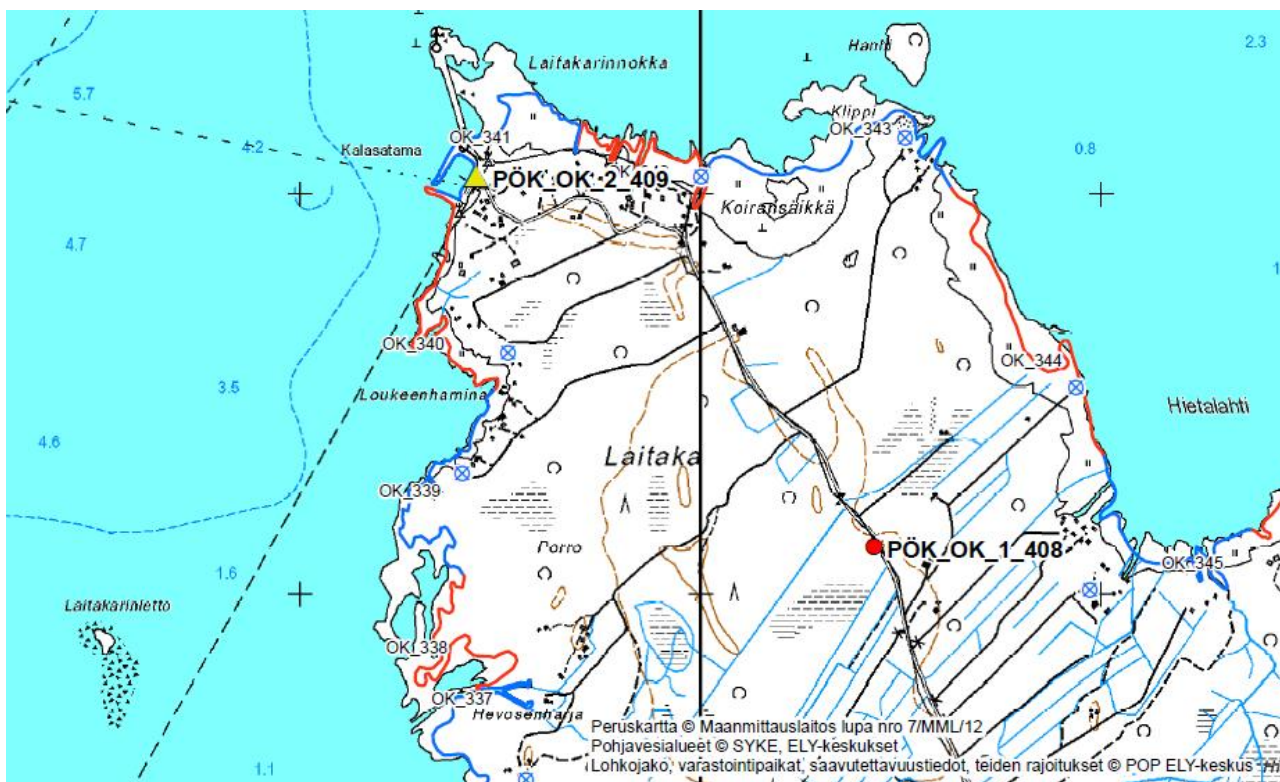 Laitakarinnokka
Hantti
2.3
5.7
Klippi
OK_343
OK_341
4.2
Kalasatama
0.8
PÖK_OK_2_409
Koiransäikkä
4.7
OK_340
OK_344
3.5
Loukeenhamina
Hietalahti
4.6
Laitaka
OK_339
Porro
PÖK_OK_1_408
OK_345
1.6
Laitakarinletto
OK_338
OK_337
Hevosenharja
Peruskartta © Maanmittauslaitos lupa nro 7/MML/12
Pohjavesialueet © SYKE, ELY-keskukset
1.1
Lohkojako, varastointipaikat, saavutettavuustiedot, teiden rajoitukset © POP ELY-keskus